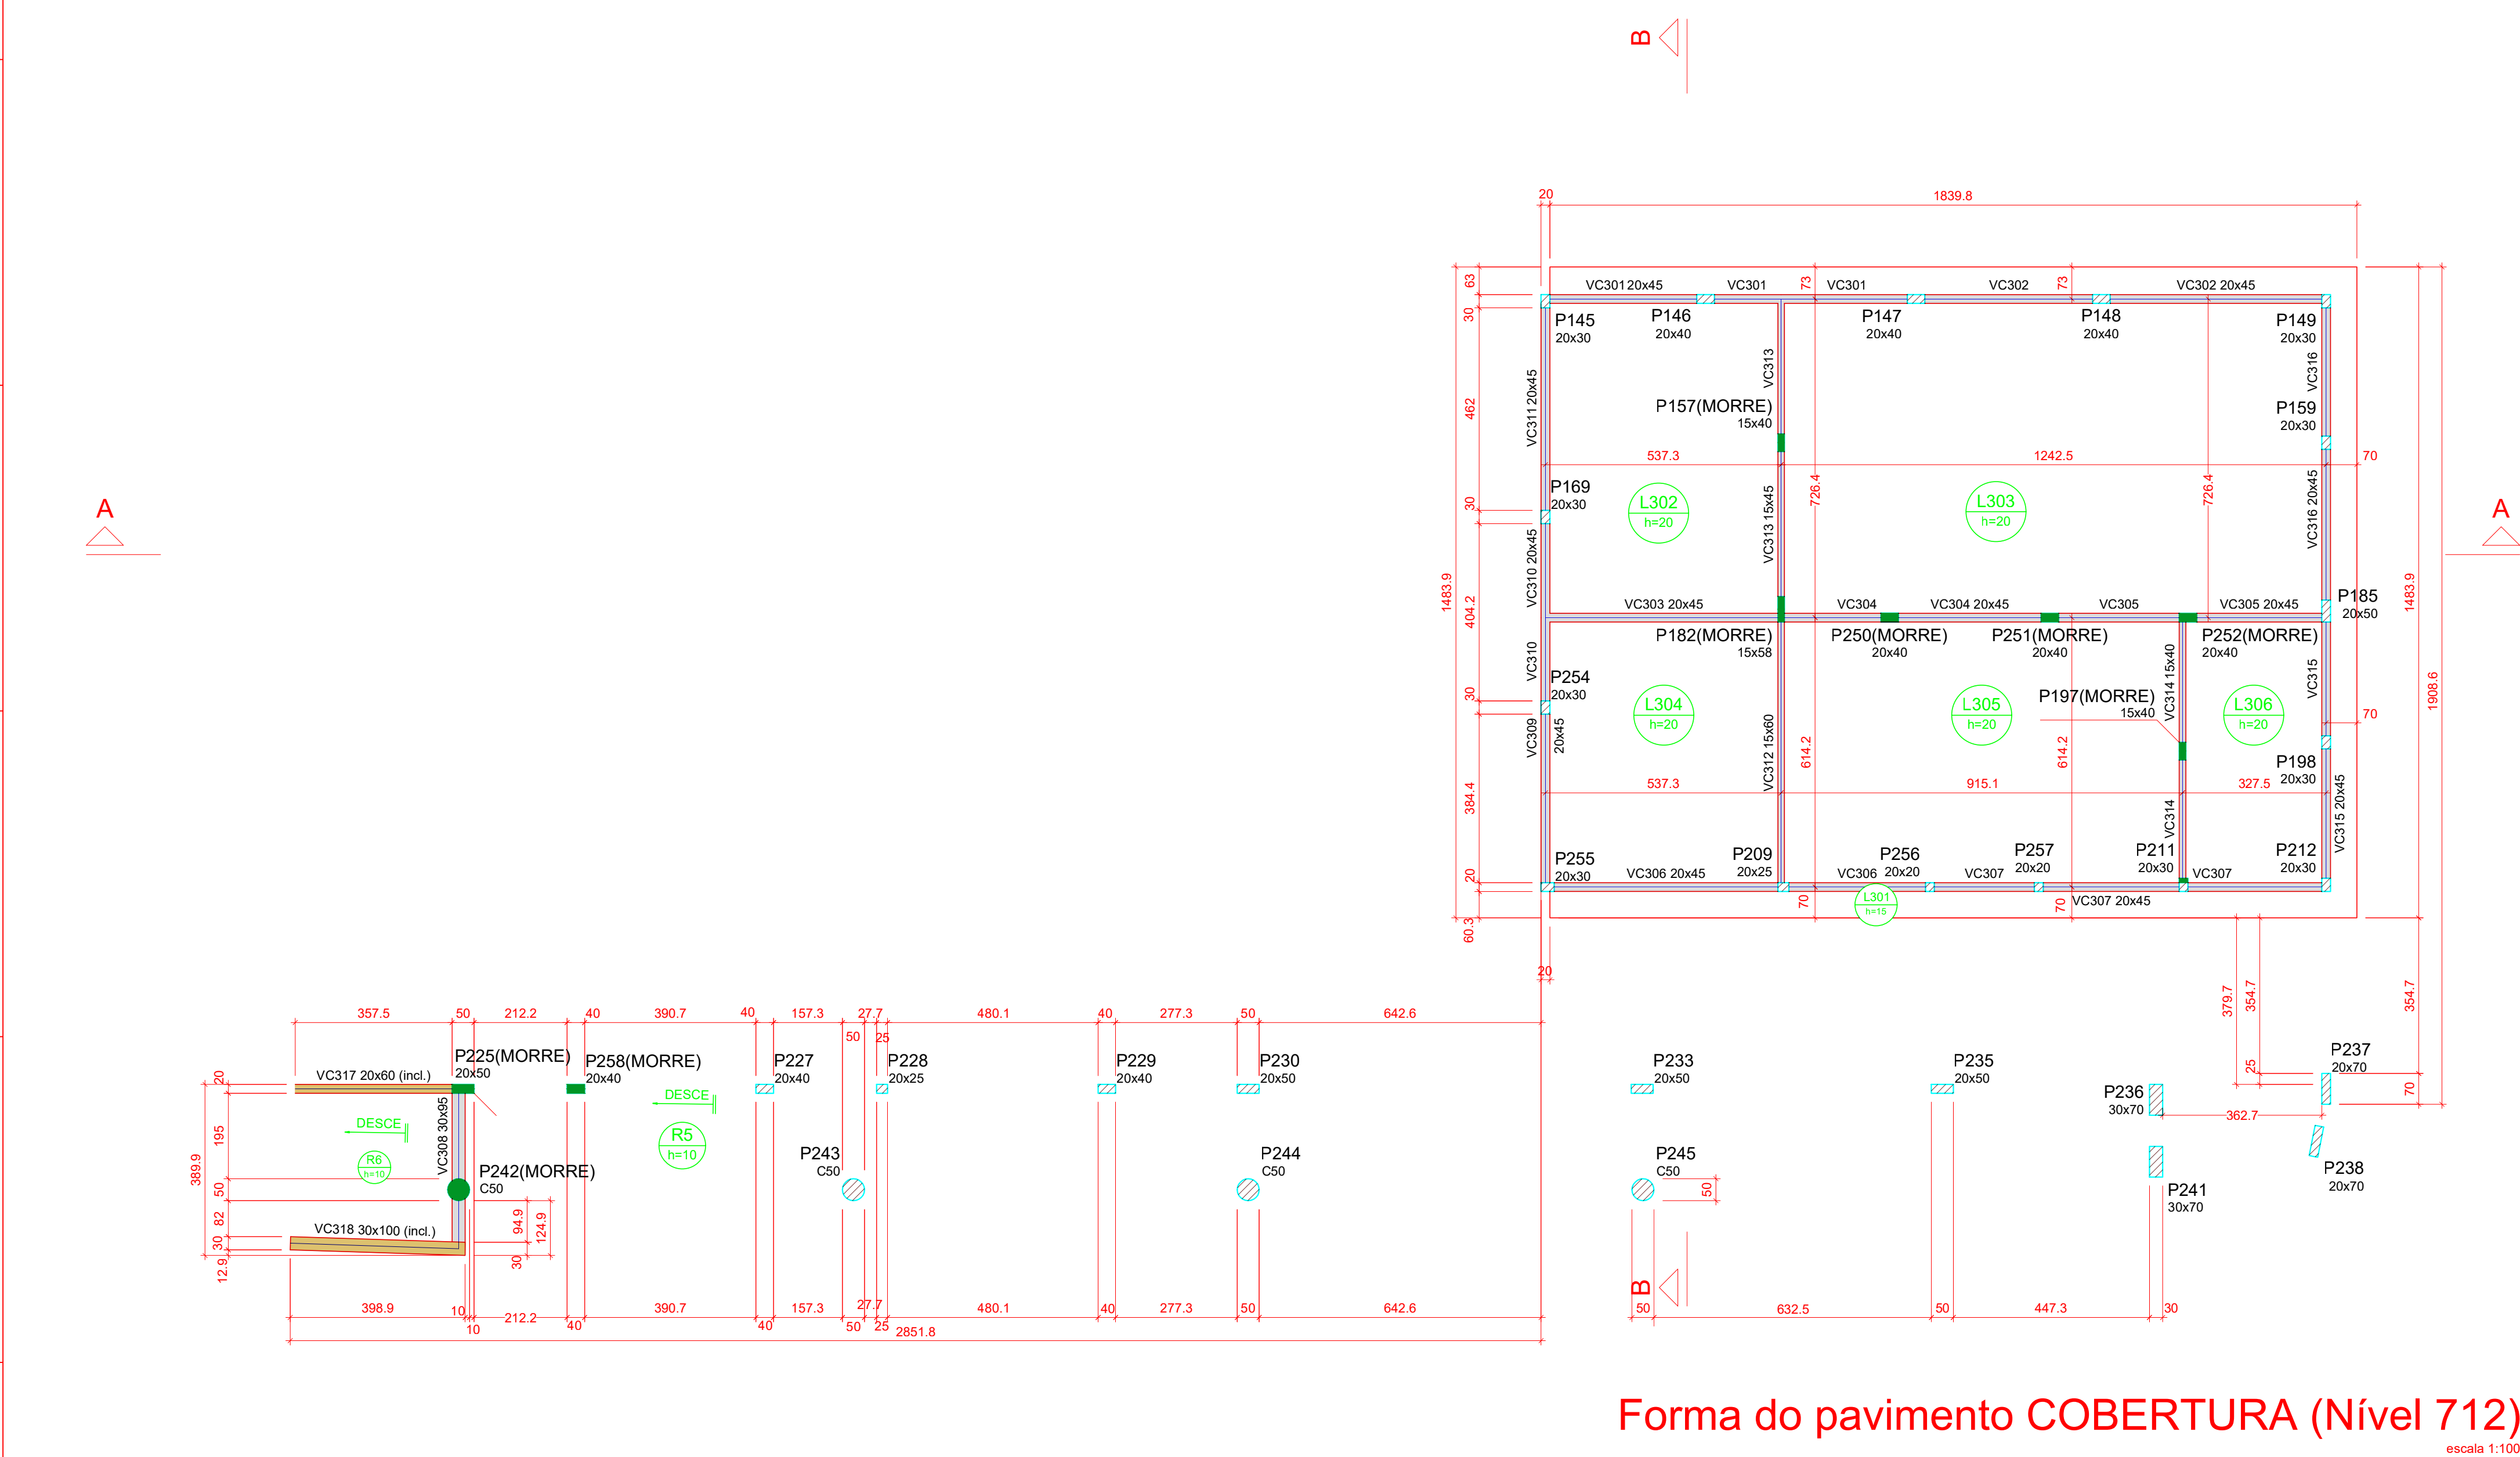 B
20
1839.8
63
VC301 20x45
VC301
73
VC301
VC302
73
VC302 20x45
30
P145
20x30
P146
20x40
P147
20x40
P148
20x40
P149
20x30
VC311 20x45
462
VC313
VC316
P157(MORRE)
15x40
P159
20x30
537.3
1242.5
70
A
A
P169
20x30
30
L302
h=20
VC313 15x45
726.4
L303
h=20
726.4
VC316 20x45
1483.9
404.2
VC310 20x45
1483.9
VC303 20x45
VC304
VC304 20x45
VC305
VC305 20x45
P185
20x50
P182(MORRE)
15x58
P250(MORRE)
20x40
P251(MORRE)
20x40
P252(MORRE)
20x40
VC310
VC314 15x40
VC315
1908.6
P254
20x30
30
L304
h=20
L305
h=20
P197(MORRE)
15x40
L306
h=20
70
VC309
20x45
VC312 15x60
614.2
614.2
P198
20x30
537.3
915.1
327.5
384.4
VC314
VC315 20x45
P255
20x30
20
VC306 20x45
P209
20x25
VC306
P256
20x20
VC307
P257
20x20
P211
20x30
VC307
P212
20x30
60.3
70
L301
h=15
70
VC307 20x45
20
379.7
354.7
354.7
357.5
50
212.2
40
390.7
40
157.3
27.7
480.1
40
277.3
50
642.6
50
25
P225(MORRE)
20x50
P258(MORRE)
20x40
P227
20x40
P228
20x25
P229
20x40
P230
20x50
P233
20x50
P235
20x50
25
P237
20x70
20
VC317 20x60 (incl.)
DESCE
P236
30x70
70
362.7
DESCE
195
VC308 30x95
R5
h=10
389.9
R6
h=10
P242(MORRE)
C50
P243
C50
P244
C50
P245
C50
50
P238
20x70
P241
30x70
50
82
VC318 30x100 (incl.)
94.9
124.9
30
12.9
30
B
398.9
10
10
212.2
40
390.7
40
157.3
50
27.7
25
480.1
40
277.3
50
642.6
50
632.5
50
447.3
30
2851.8
Forma do pavimento COBERTURA (Nível 712)
escala 1:100